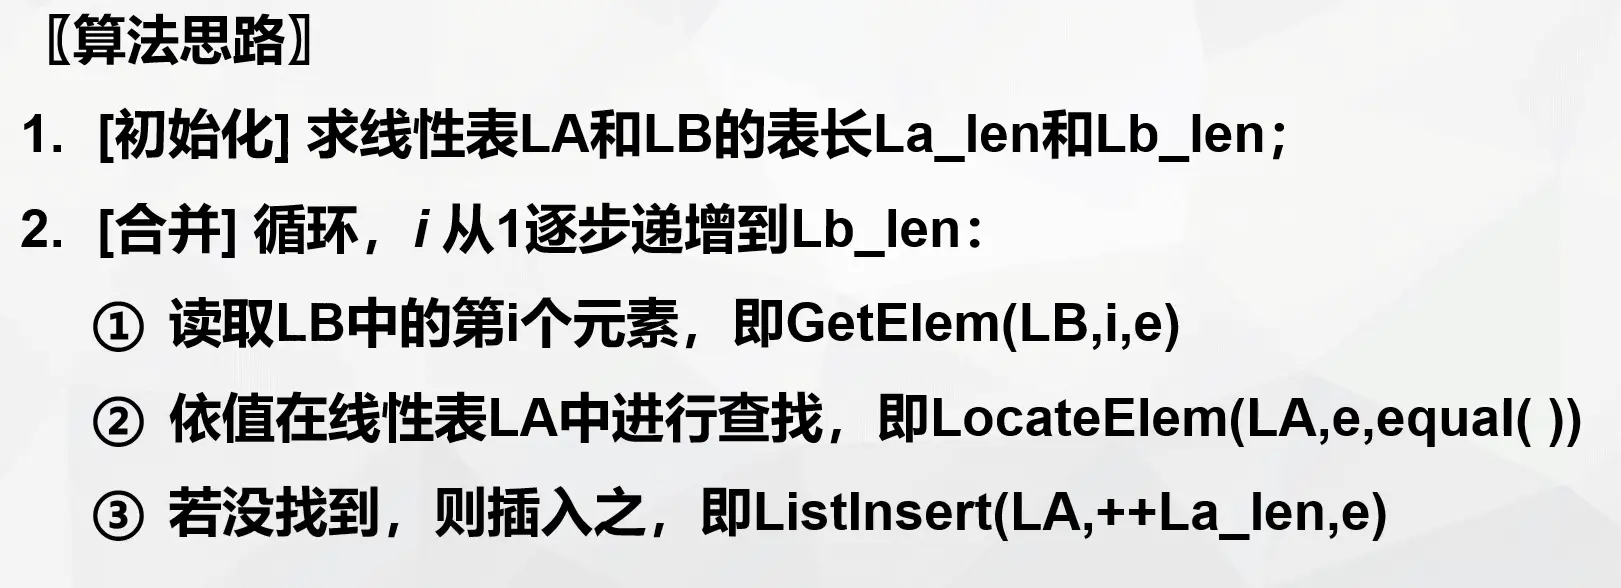 〖算法思路〗
1. [初始化] 求线性表LA和LB的表长La_len和Lb_len；
2. [合并] 循环，i 从1逐步递增到Lb_len：
① 读取LB中的第i个元素，即GetElem(LB,i,e)
② 依值在线性表LA中进行查找，即LocateElem(LA,e,equal( ))
③ 若没找到，则插入之，即ListInsert(LA,++La_len,e)